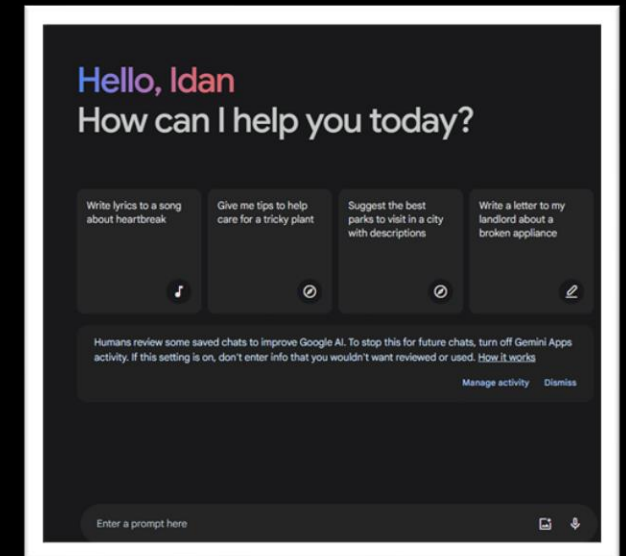 Hello, Idan
How can I help you today?
Write lyrics to a song
about heartbreak
Give me tips to help
care for a tricky plant
Suggest the best
parks to visit in a city
with descriptions
Write a letter to my
landlord about a
broken appliance
Humans review some saved chats to improve Google AI. To stop this for future chats, turn off Gemini Apps
activity. If this setting is on, don't enter info that you wouldn't want reviewed or used. How it works
Manage activity Dismiss
Enter a prompt here